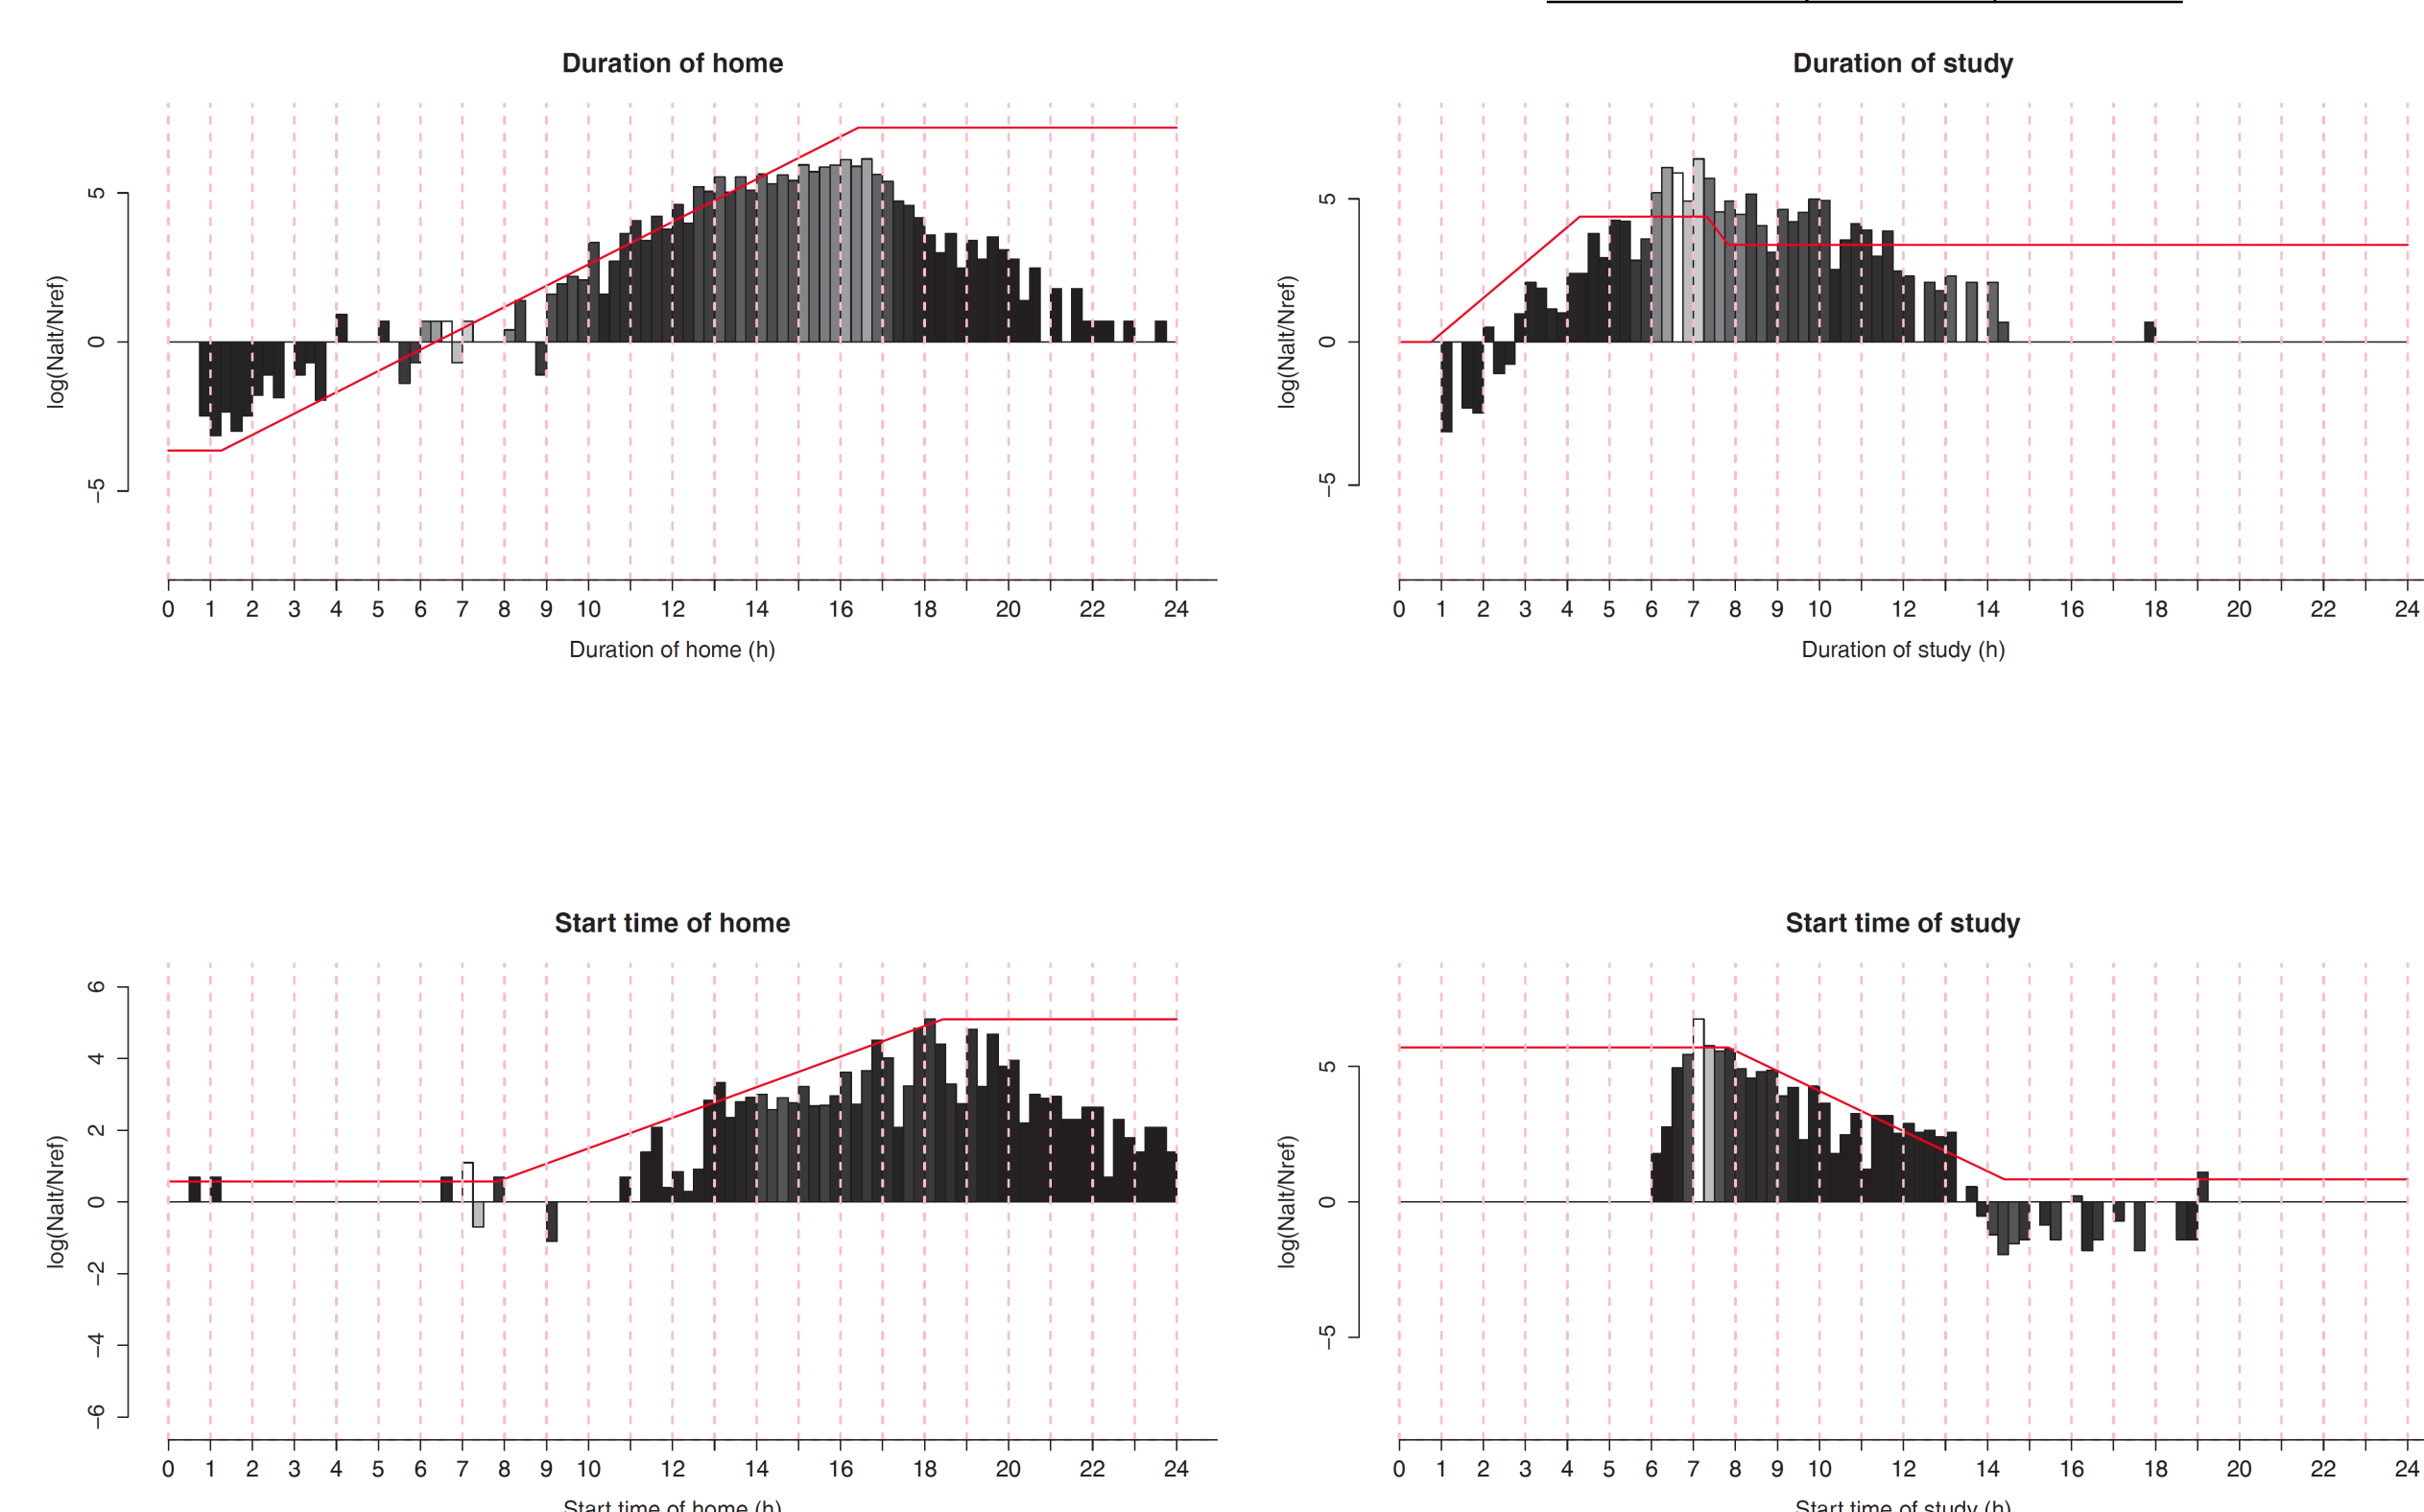 Duration of home
log(Nalt/Nref)
5
0
−5
0 1 2 3 4 5 6 7 8 9 10 12 14 16 18 20 22 24
Duration of home (h)
Duration of study
log(Nalt/Nref)
5
0
−5
0 1 2 3 4 5 6 7 8 9 10 12 14 16 18 20 22 24
Duration of study (h)
Start time of home
log(Nalt/Nref)
6
4
2
0
−2
−4
−6
0 1 2 3 4 5 6 7 8 9 10 12 14 16 18 20 22 24
Start time of home (h)
Start time of study
log(Nalt/Nref)
5
0
−5
0 1 2 3 4 5 6 7 8 9 10 12 14 16 18 20 22 24
Start time of study (h)